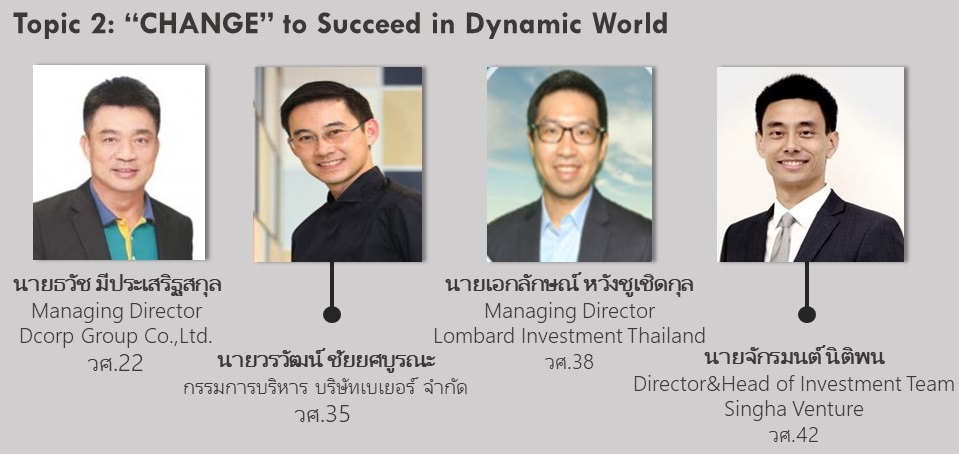 Topic 2: “CHANGE” to Succeed in Dynamic World
นายธวัช มีประเสริฐสกุล
Managing Director
Dcorp Group Co.,Ltd.
วศ.22
นายวรวัฒน์ ชัยยศบูรณะ
กรรมการบริหาร บริษัทเบเยอร์ จำกัด
วศ.35
นายเอกลักษณ์ หวังชูเชิดกุล
Managing Director
Lombard Investment Thailand
วศ.38
นายจักรมนต์ นิติพน
Director&Head of Investment Team
Singha Venture
วศ.42